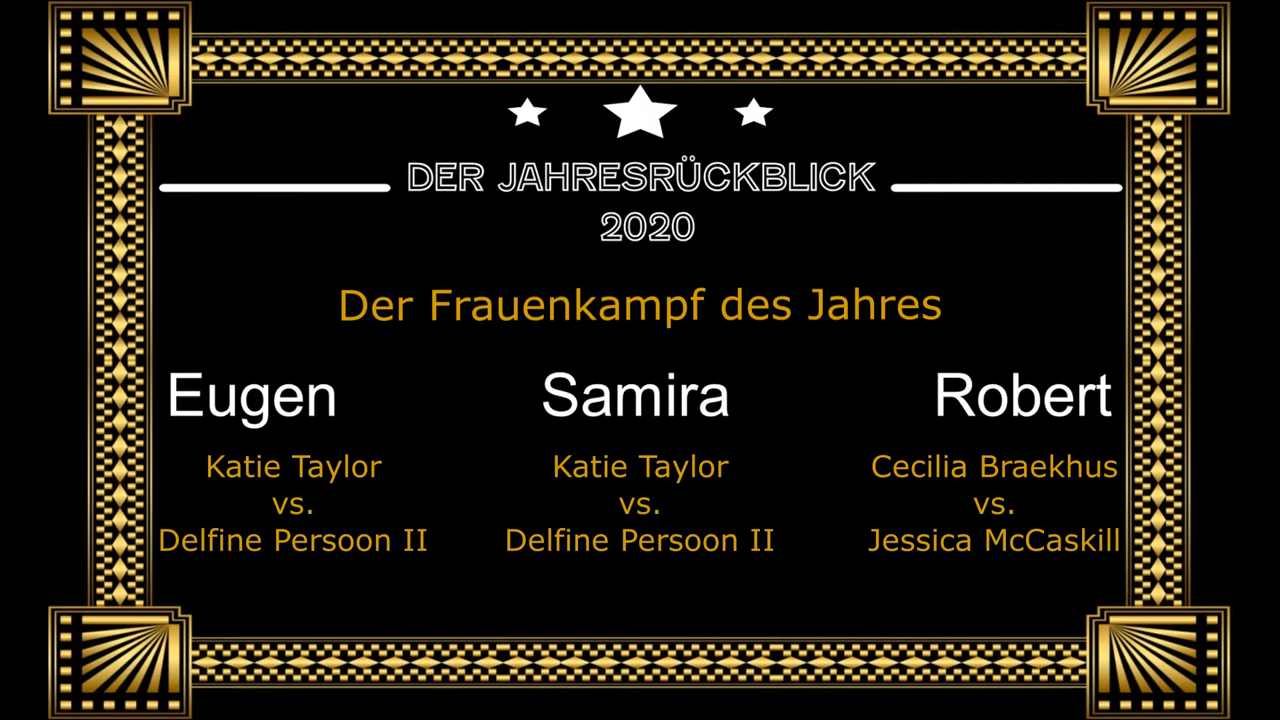 DER JAHRESRÜCKBLICK
2020
Der Frauenkampf des Jahres
Eugen
Katie Taylor
vs.
Delfine Persoon II
Samira
Katie Taylor
vs.
Delfine Persoon II
Robert
Cecilia Braekhus
vs.
Jessica McCaskill